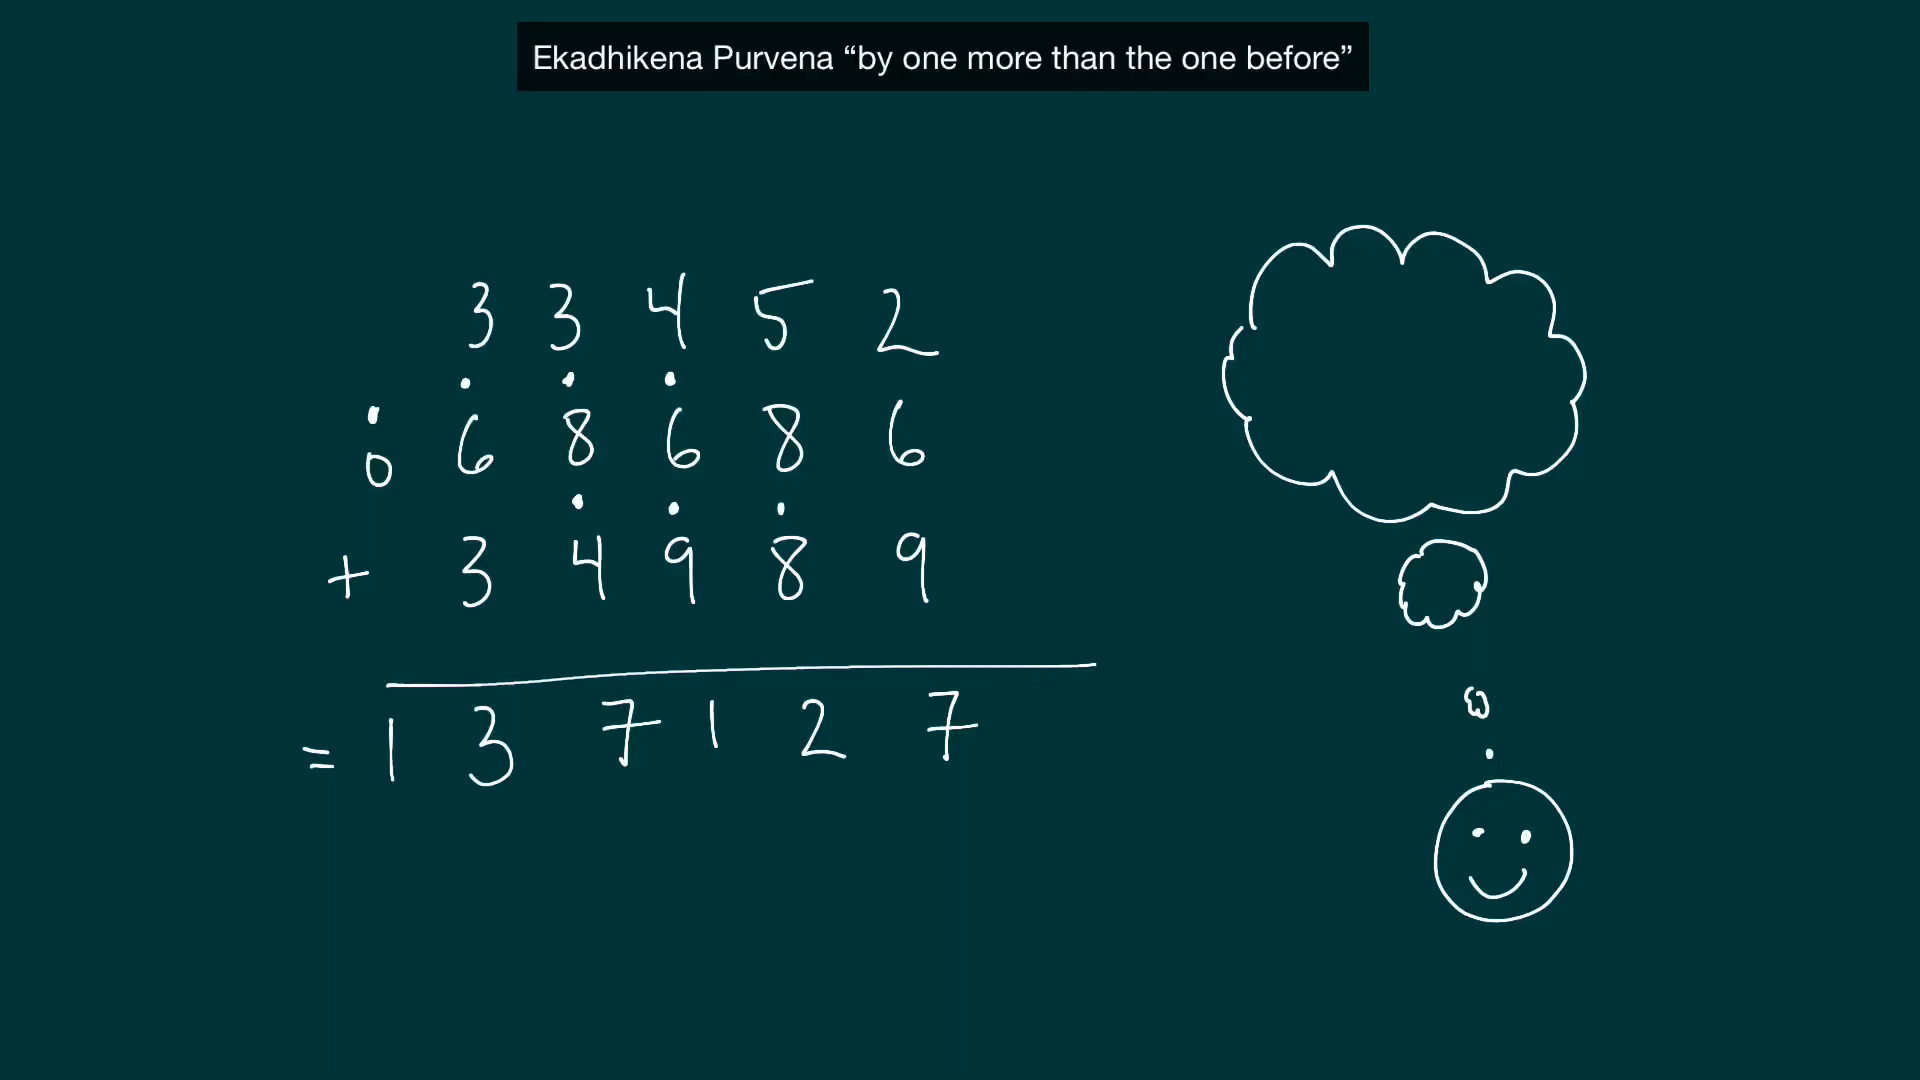 Ekadhikena Purvena “by one more than the one before”
3 3 4 5 2
0 6 8 6 8 6
+ 3 4 9 8 9
= 1 3 7 1 2 7